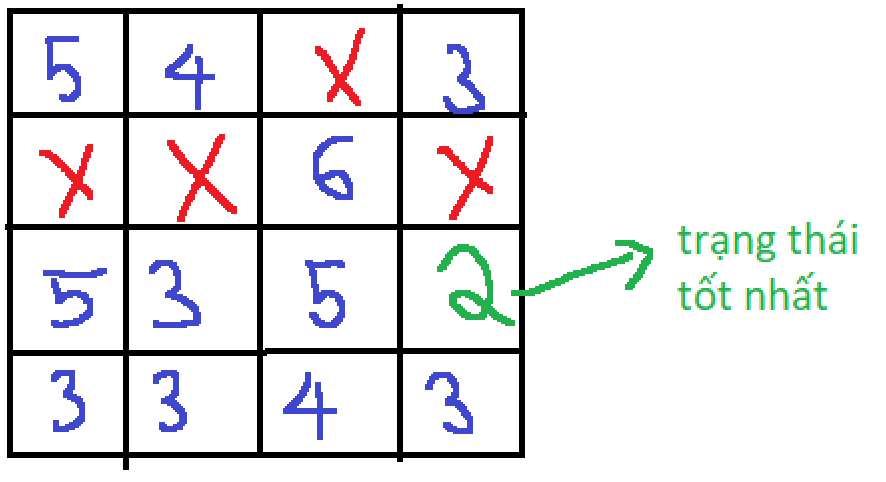 5 4 X 3
X X 6 X
5 3 5 2
trạng thái
tốt nhất
3 3 4 3